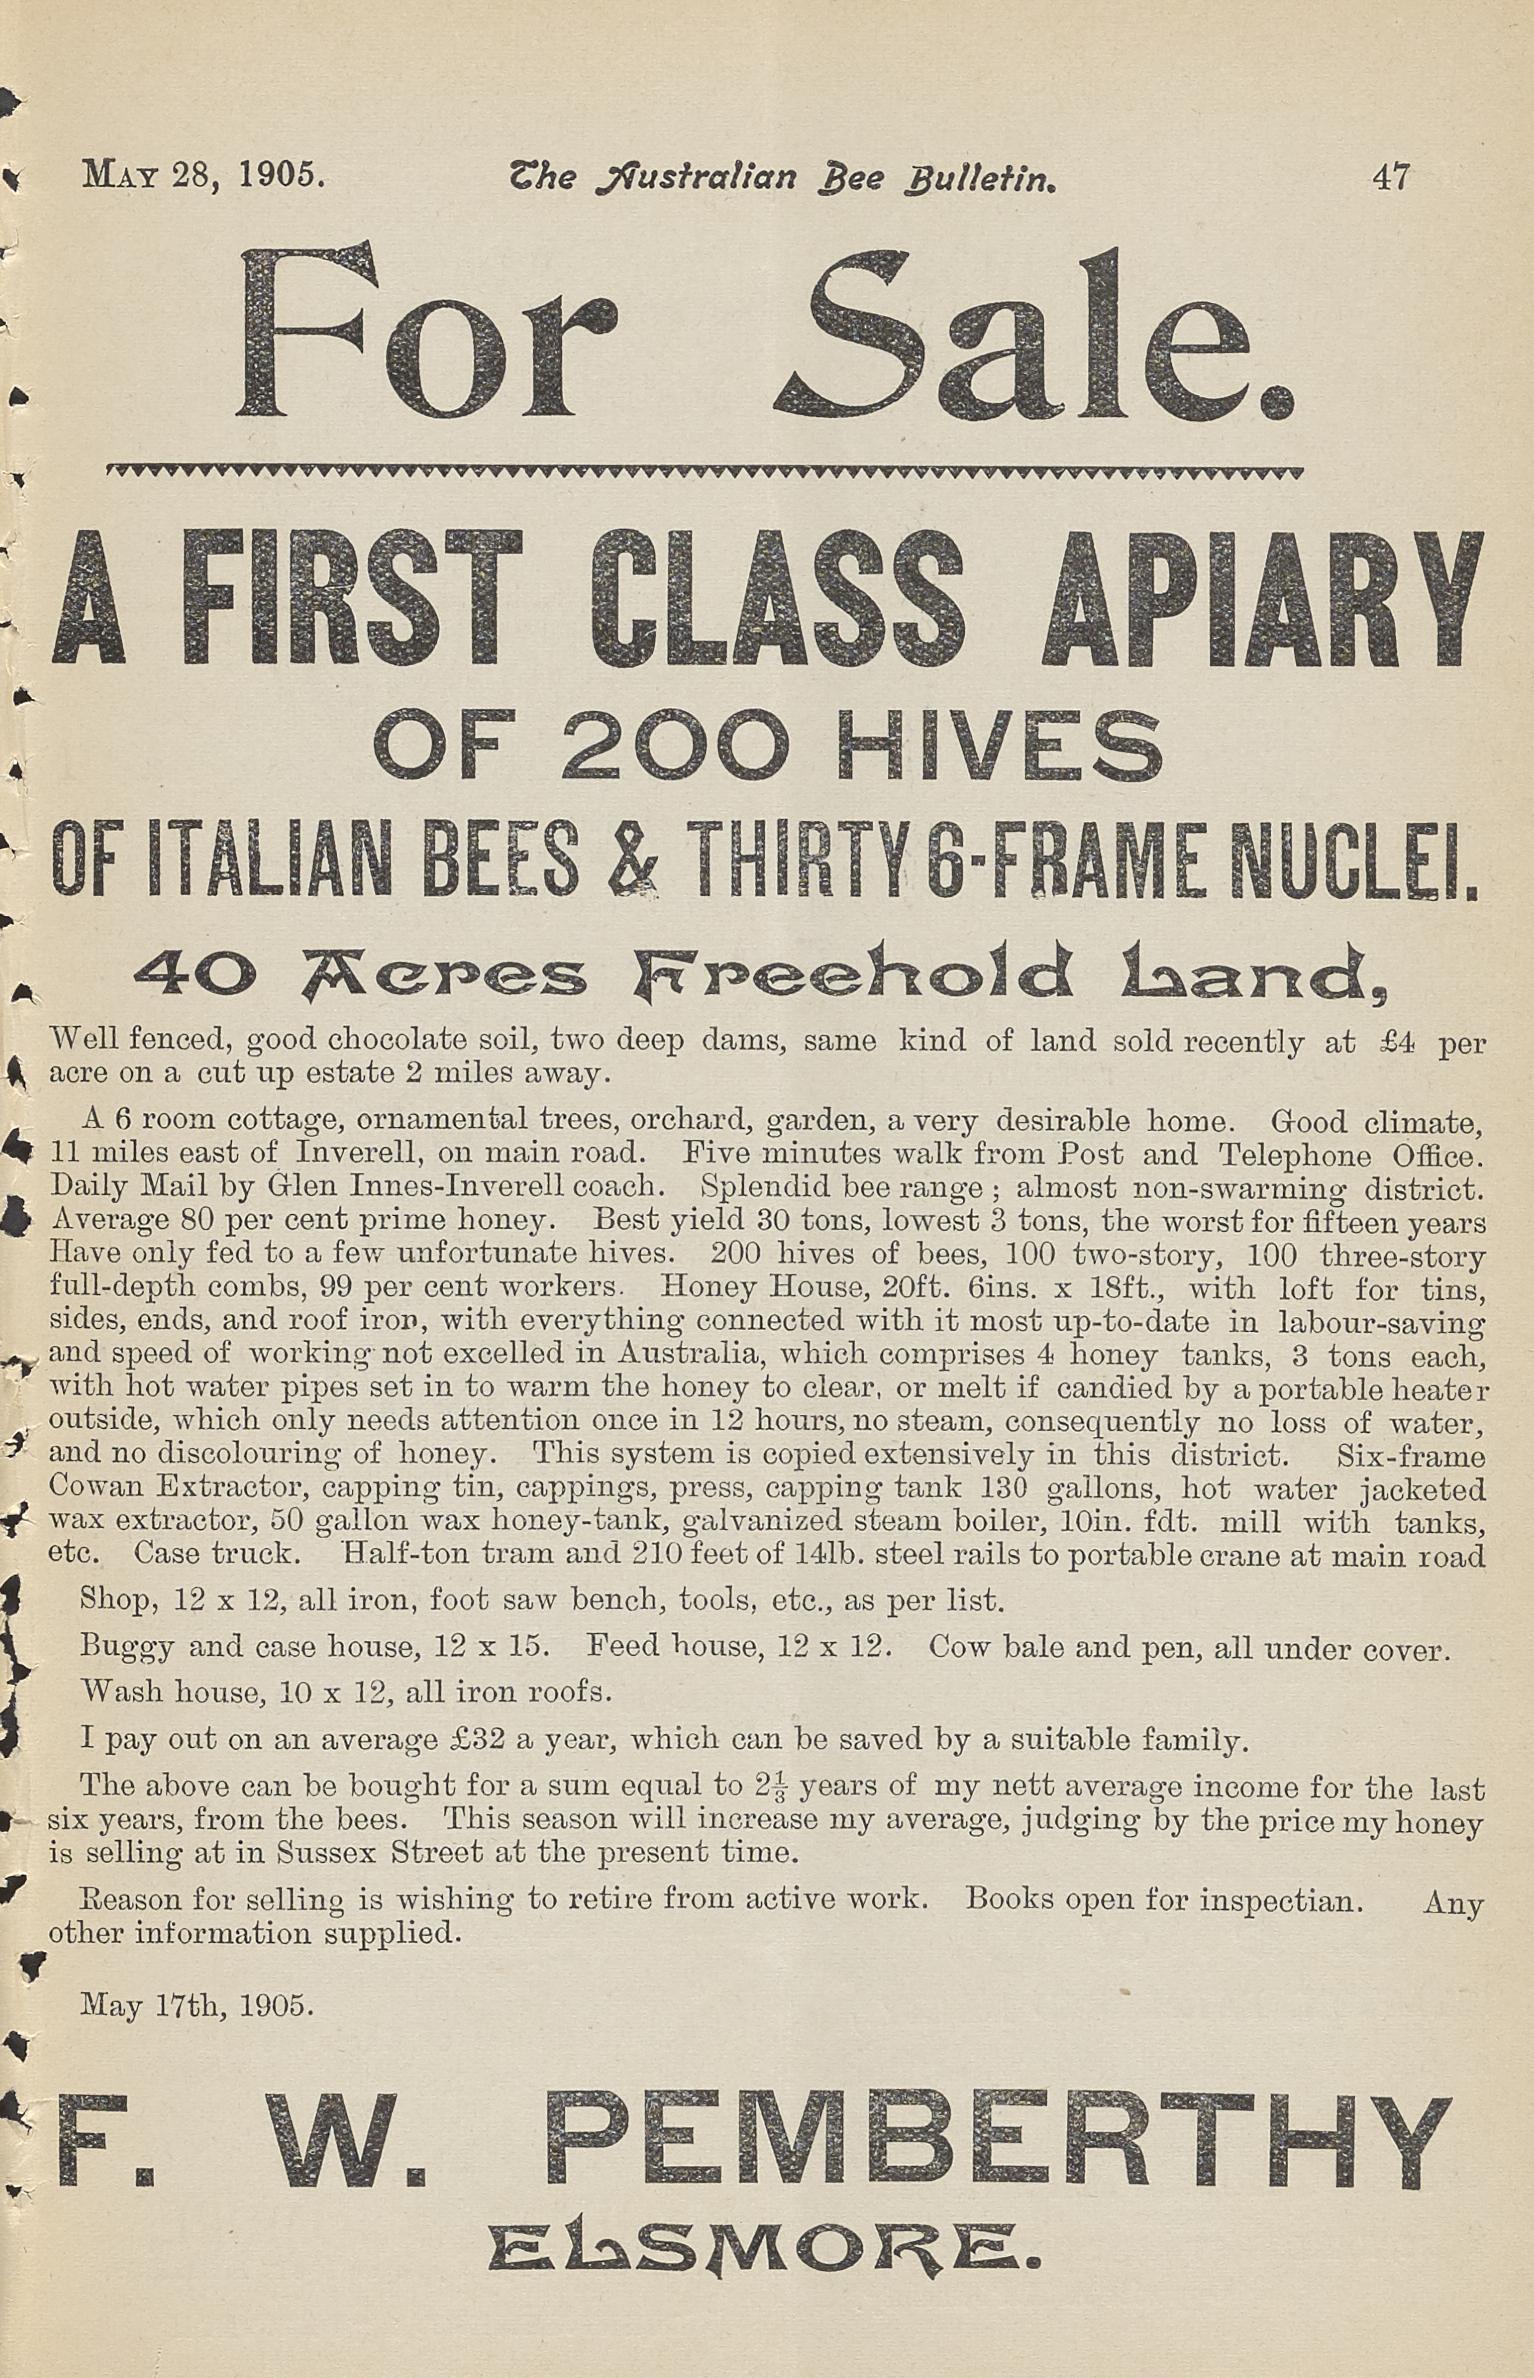 MAY 28, 1905. The Australian Bee Bulletin. 47
For Sale.
A FIRST CLASS APIARY
OF 200 HIVES
OF ITALIAN BEES & THIRTY 6-FRAME NUCLEI.
40 Acres Freehold Land,
Well fenced, good chocolate soil, two deep dams, same kind of land sold recently at £4 per
acre on a cut up estate 2 miles away.
A 6 room cottage, ornamental trees, orchard, garden, a very desirable home. Good climate,
11 miles east of Inverell, on main road. Five minutes walk from Post and Telephone Office.
Daily Mail by Glen Innes-Inverell coach. Splendid bee range ; almost non-swarming district.
Average 80 per cent prime honey. Best yield 30 tons, lowest 3 tons, the worst for fifteen years
Have only fed to a few unfortunate hives. 200 hives of bees, 100 two-story, 100 three-story
full-depth combs, 99 per cent workers. Honey House, 20ft. 6ins. x 18ft., with loft for tins,
sides, ends, and roof iron, with everything connected with it most up-to-date in labour-saving
and speed of working not excelled in Australia, which comprises 4 honey tanks, 3 tons each,
with hot water pipes set in to warm the honey to clear, or melt if candied by a portable heater
outside, which only needs attention once in 12 hours, no steam, consequently no loss of water,
and no discolouring of honey. This system is copied extensively in this district. Six-frame
Cowan Extractor, capping tin, cappings, press, capping tank 130 gallons, hot water jacketed
wax extractor, 50 gallon wax honey-tank, galvanized steam boiler, 10in. fdt. mill with tanks,
etc. Case truck. Half-ton tram and 210 feet of 14lb. steel rails to portable crane at main road
Shop, 12 x 12, all iron, foot saw bench, tools, etc., as per list.
Buggy and case house, 12 x 15. Feed house, 12 x 12. Cow bale and pen, all under cover.
Wash house, 10 x 12, all iron roofs.
I pay out on an average £32 a year, which can be saved by a suitable family.
The above can be bought for a sum equal to 2⅓ years of my nett average income for the last
six years, from the bees. This season will increase my average, judging by the price my honey
is selling at in Sussex Street at the present time.
Reason for selling is wishing to retire from active work. Books open for inspectian. Any
other information supplied.
May 17th, 1905.
F. W. PEMBERTHY
ELSMORE.